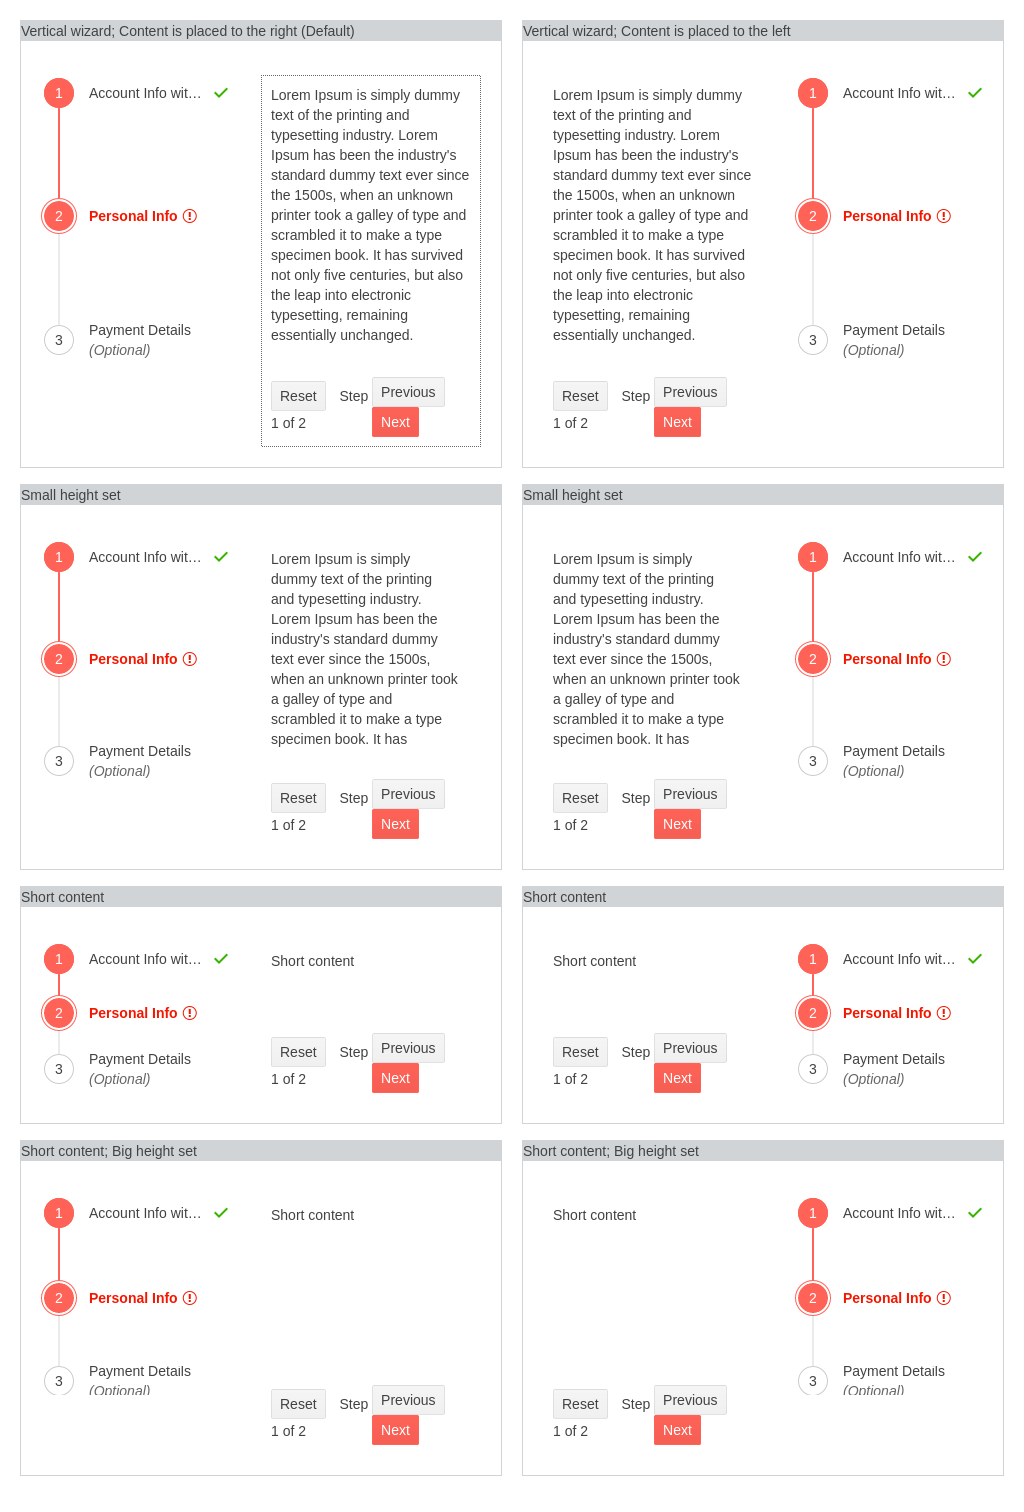 Vertical wizard; Content is placed to the right (Default)
1 Account Info wit...
2 Personal Info
3 Payment Details
(Optional)
Lorem Ipsum is simply dummy
text of the printing and
typesetting industry. Lorem
Ipsum has been the industry's
standard dummy text ever since
the 1500s, when an unknown
printer took a galley of type and
scrambled it to make a type
specimen book. It has survived
not only five centuries, but also
the leap into electronic
typesetting, remaining
essentially unchanged.
Reset Step Previous
1 of 2 Next
Vertical wizard; Content is placed to the left
Lorem Ipsum is simply dummy
text of the printing and
typesetting industry. Lorem
Ipsum has been the industry's
standard dummy text ever since
the 1500s, when an unknown
printer took a galley of type and
scrambled it to make a type
specimen book. It has survived
not only five centuries, but also
the leap into electronic
typesetting, remaining
essentially unchanged.
Reset Step Previous
1 of 2 Next
1 Account Info wit...
2 Personal Info
3 Payment Details
(Optional)
Small height set
1 Account Info wit...
2 Personal Info
3 Payment Details
(Optional)
Lorem Ipsum is simply
dummy text of the printing
and typesetting industry.
Lorem Ipsum has been the
industry's standard dummy
text ever since the 1500s,
when an unknown printer took
a galley of type and
scrambled it to make a type
specimen book. It has
Reset Step Previous
1 of 2 Next
Small height set
Lorem Ipsum is simply
dummy text of the printing
and typesetting industry.
Lorem Ipsum has been the
industry's standard dummy
text ever since the 1500s,
when an unknown printer took
a galley of type and
scrambled it to make a type
specimen book. It has
Reset Step Previous
1 of 2 Next
1 Account Info wit...
2 Personal Info
3 Payment Details
(Optional)
Short content
1 Account Info wit...
2 Personal Info
3 Payment Details
(Optional)
Short content
Reset Step Previous
1 of 2 Next
Short content
Short content
Reset Step Previous
1 of 2 Next
1 Account Info wit...
2 Personal Info
3 Payment Details
(Optional)
Short content; Big height set
1 Account Info wit...
2 Personal Info
3 Payment Details
(Optional)
Short content
Reset Step Previous
1 of 2 Next
Short content; Big height set
Short content
Reset Step Previous
1 of 2 Next
1 Account Info wit...
2 Personal Info
3 Payment Details
(Optional)